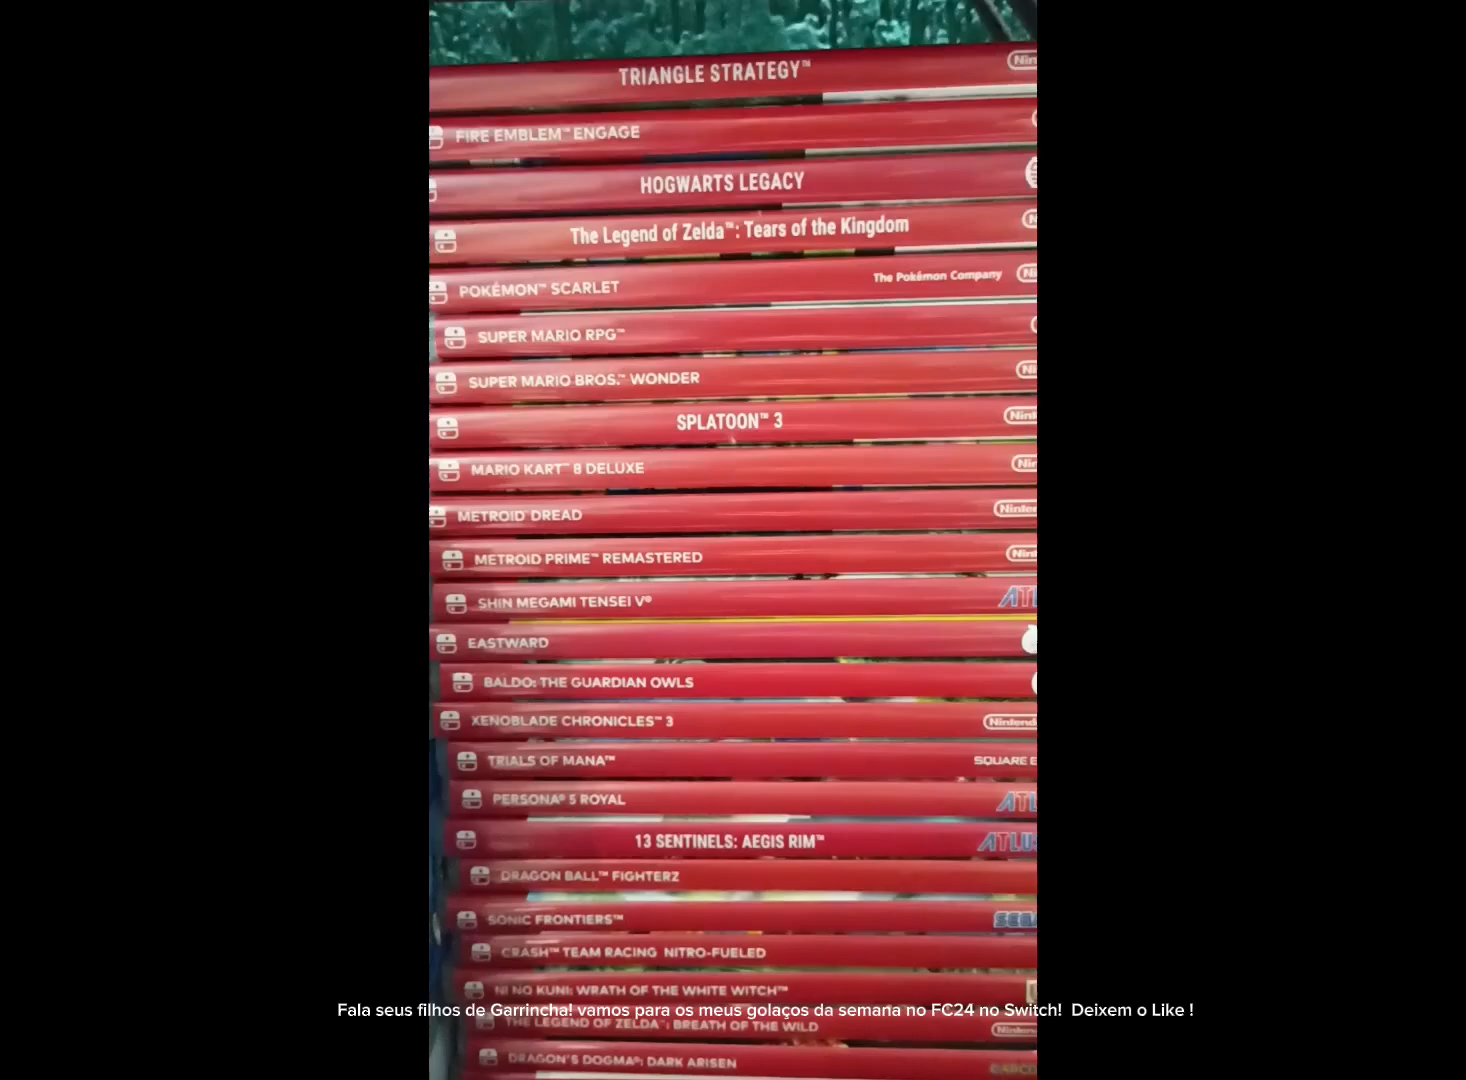 TRIANGLE STRATEGY™
FIRE EMBLEM™ ENGAGE
HOGWARTS LEGACY
The Legend of Zelda™: Tears of the Kingdom
POKÉMON™ SCARLET The Pokémon Company
SUPER MARIO RPG™
SUPER MARIO BROS.™ WONDER
SPLATOON™ 3
MARIO KART™ 8 DELUXE
METROID™ DREAD
METROID PRIME™ REMASTERED
SHIN MEGAMI TENSEI V®
EASTWARD
BALDO: THE GUARDIAN OWLS
XENOBLADE CHRONICLES™ 3
TRIALS OF MANA™ SQUARE E
PERSONA® 5 ROYAL
13 SENTINELS: AEGIS RIM™ ATLUS
DRAGON BALL™ FIGHTERZ
SONIC FRONTIERS™ SEGA
CRASH™ TEAM RACING NITRO-FUELED
NI NO KUNI: WRATH OF THE WHITE WITCH™
Fala seus filhos de Garrincha! vamos para os meus golaços da semana no FC24 no Switch! Deixem o Like !
THE LEGEND OF ZELDA™: BREATH OF THE WILD
DRAGON'S DOGMA®: DARK ARISEN